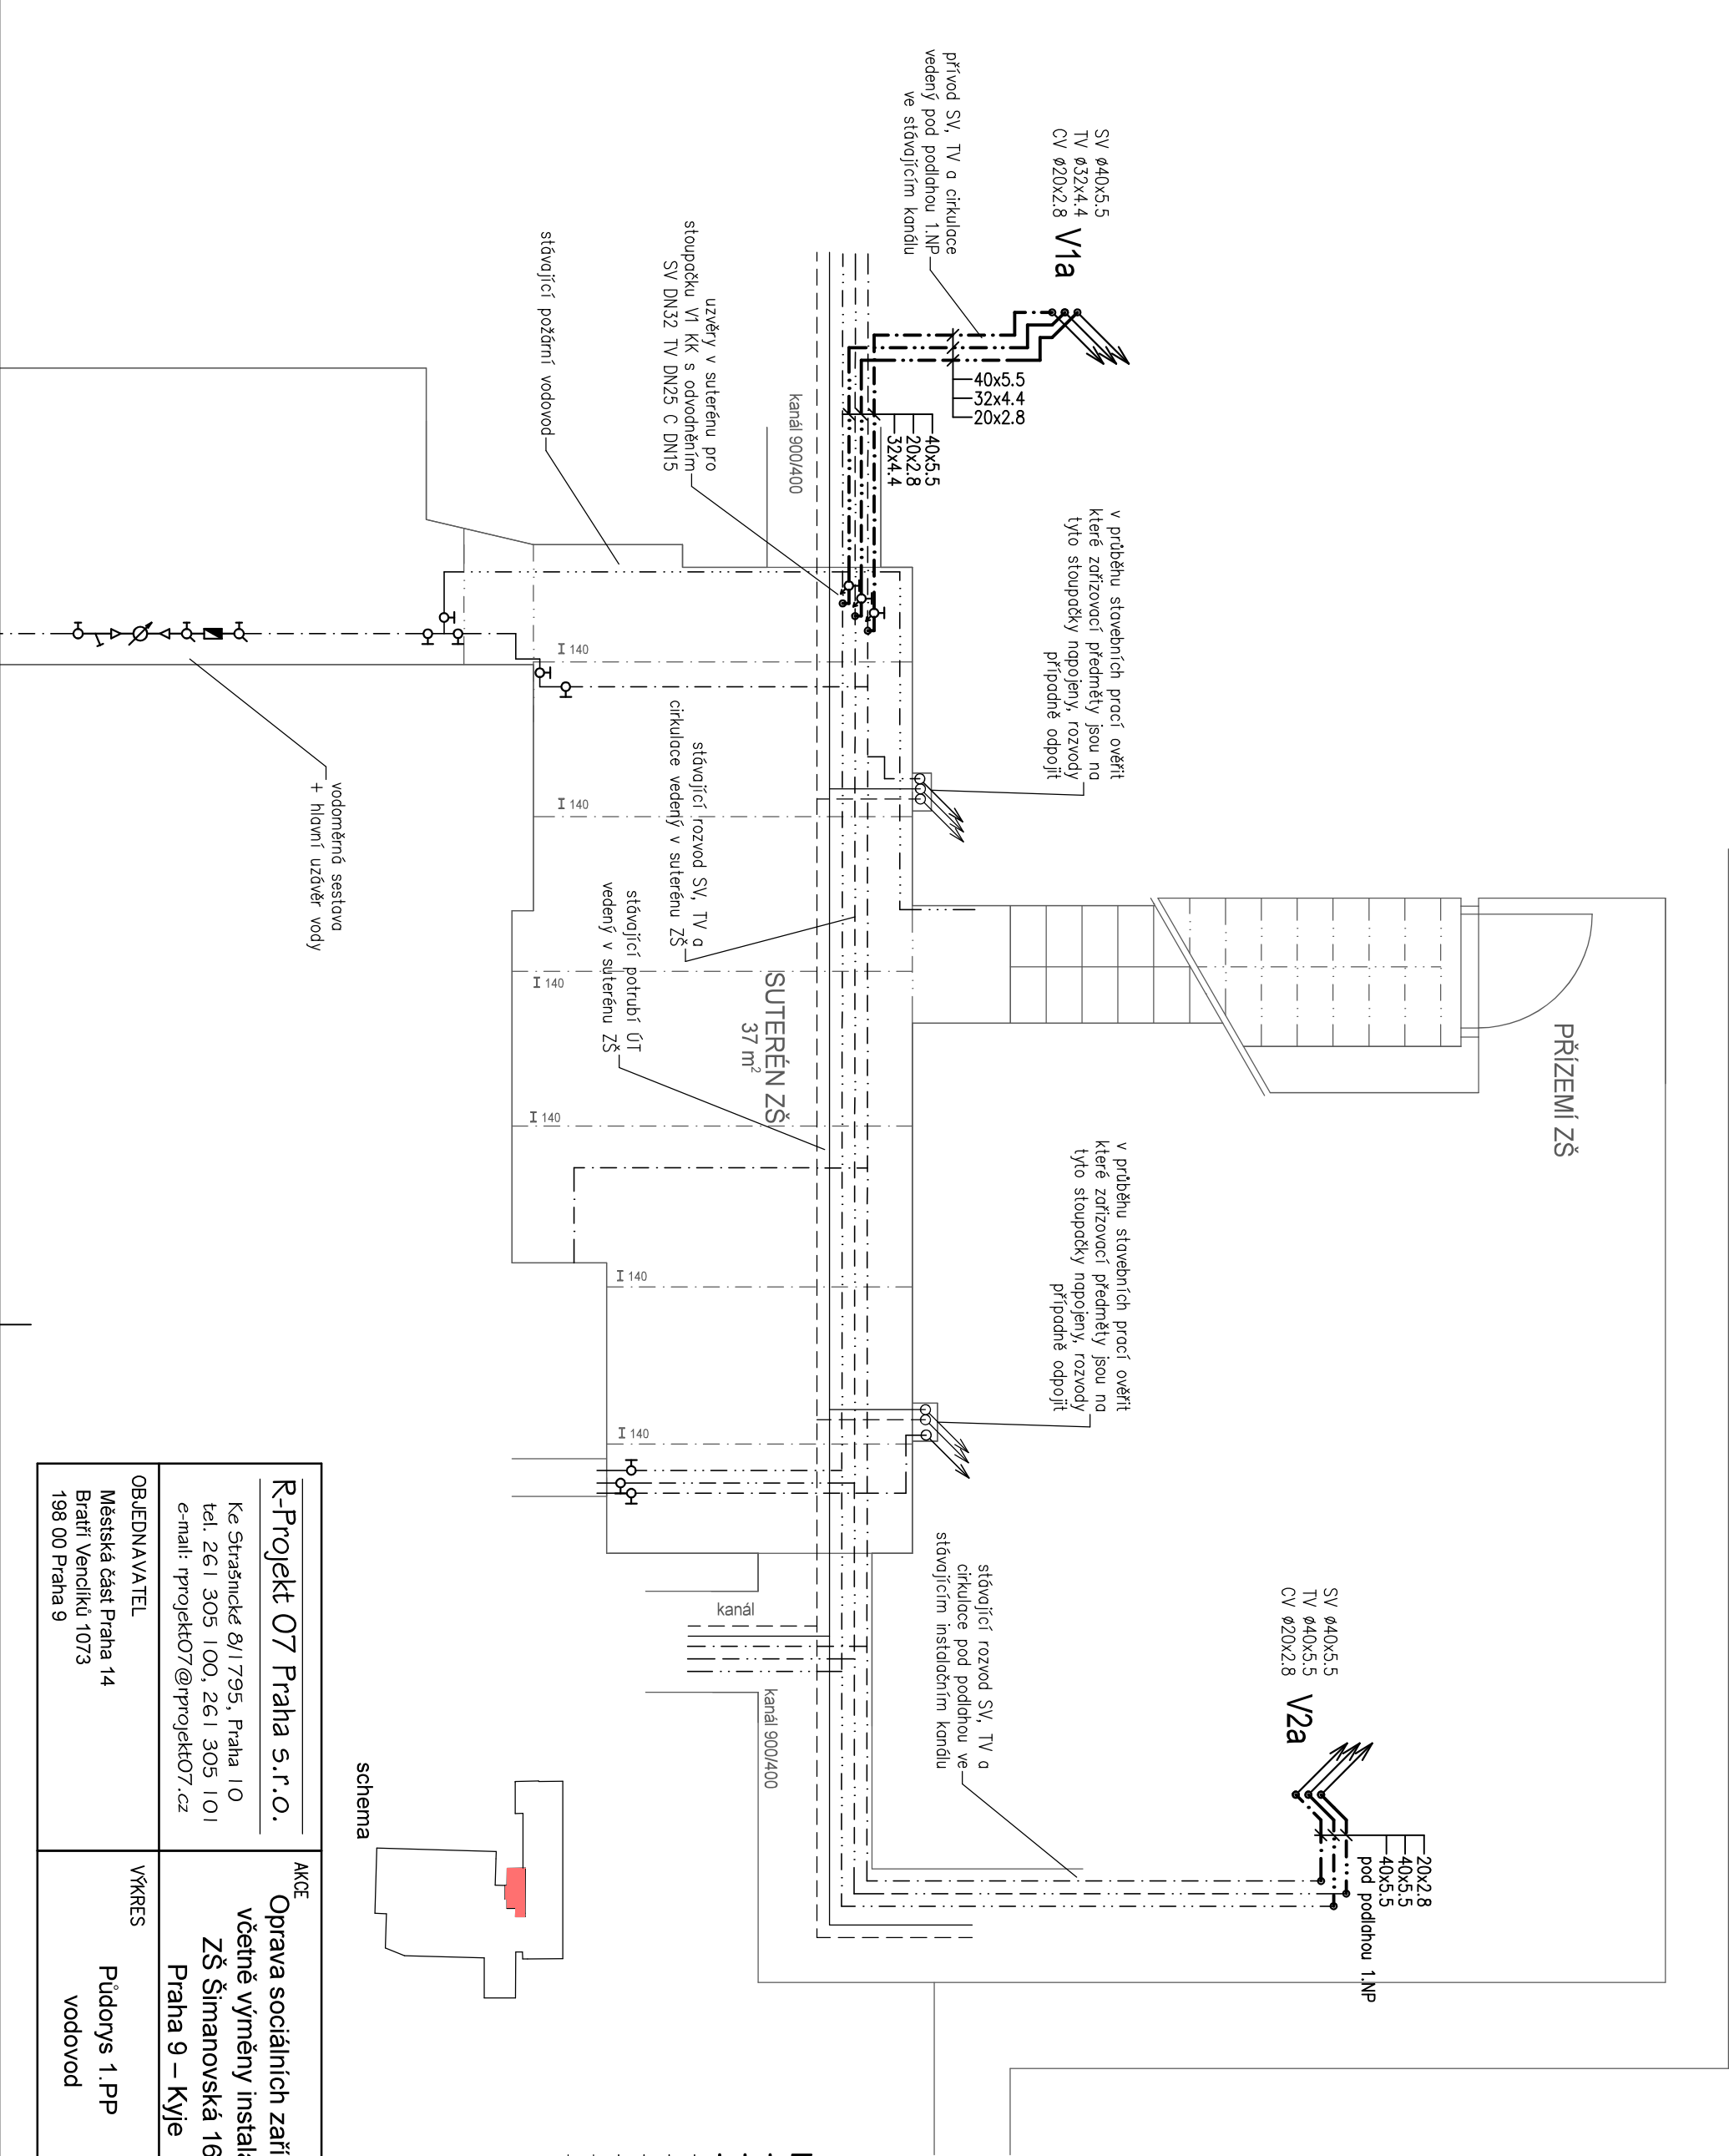 SV ø40x5.5
TV ø32x4.4
CV ø20x2.8
V1a
přívod SV, TV a cirkulace
vedený pod podlahou 1.NP
ve stávajícím kanálu
40x5.5
32x4.4
20x2.8
40x5.5
20x2.8
32x4.4
kanál 900/400
uzvěry v suterénu pro
stoupačku V1 KK s odvodněním
SV DN32 TV DN25 C DN15
stávající požární vodovod
v průběhu stavebních prací ověřit
které zařizovací předměty jsou na
tyto stoupačky napojeny, rozvody
případně odpojit
I 140
I 140
I 140
I 140
I 140
I 140
stávající rozvod SV, TV a
cirkulace vedený v suterénu ZŠ
stávající potrubí ÚT
vedený v suterénu ZŠ
vodoměrná sestava
+ hlavní uzávěr vody
SUTERÉN ZŠ
37 m²
PŘÍZEMÍ ZŠ
v průběhu stavebních prací ověřit
které zařizovací předměty jsou na
tyto stoupačky napojeny, rozvody
případně odpojit
SV ø40x5.5
TV ø40x5.5
CV ø20x2.8
V2a
20x2.8
40x5.5
40x5.5
pod podlahou 1.NP
stávající rozvod SV, TV a
cirkulace pod podlahou ve
stávajícím instalačním kanálu
kanál
kanál 900/400
schema
R-Projekt 07 Praha s.r.o.
Ke Strašnické 8/1795, Praha 10
tel. 261 305 100, 261 305 101
e-mail: rprojekt07@rprojekt07.cz
OBJEDNAVATEL
Městská část Praha 14
Bratří Venclíků 1073
198 00 Praha 9
AKCE
Oprava sociálních zaří
včetně výměny instala
ZŠ Šimanovská 16
Praha 9 – Kyje
VÝKRES
Půdorys 1.PP
vodovod